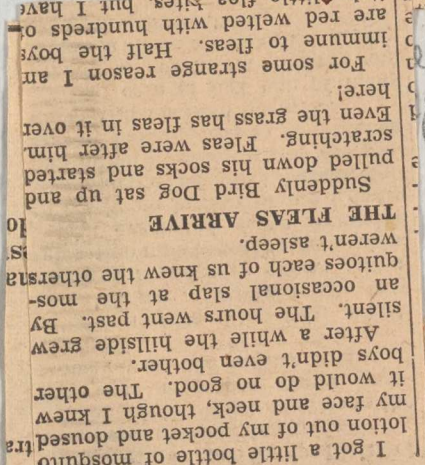 I got a little bottle of mosquito
lotion out of my pocket and doused
my face and neck, though I knew
it would do no good. The other
boys didn't even bother.
After a while the hillside grew
silent. The hours went past. By
an occasional slap at the mos-
quitoes each of us knew the others
weren't asleep.
THE FLEAS ARRIVE
Suddenly Bird Dog sat up and
pulled down his socks and started
scratching. Fleas were after him.
Even the grass has fleas in it over
here!
For some strange reason I am
immune to fleas. Half the boys
are red welted with hundreds o
bites, but I have